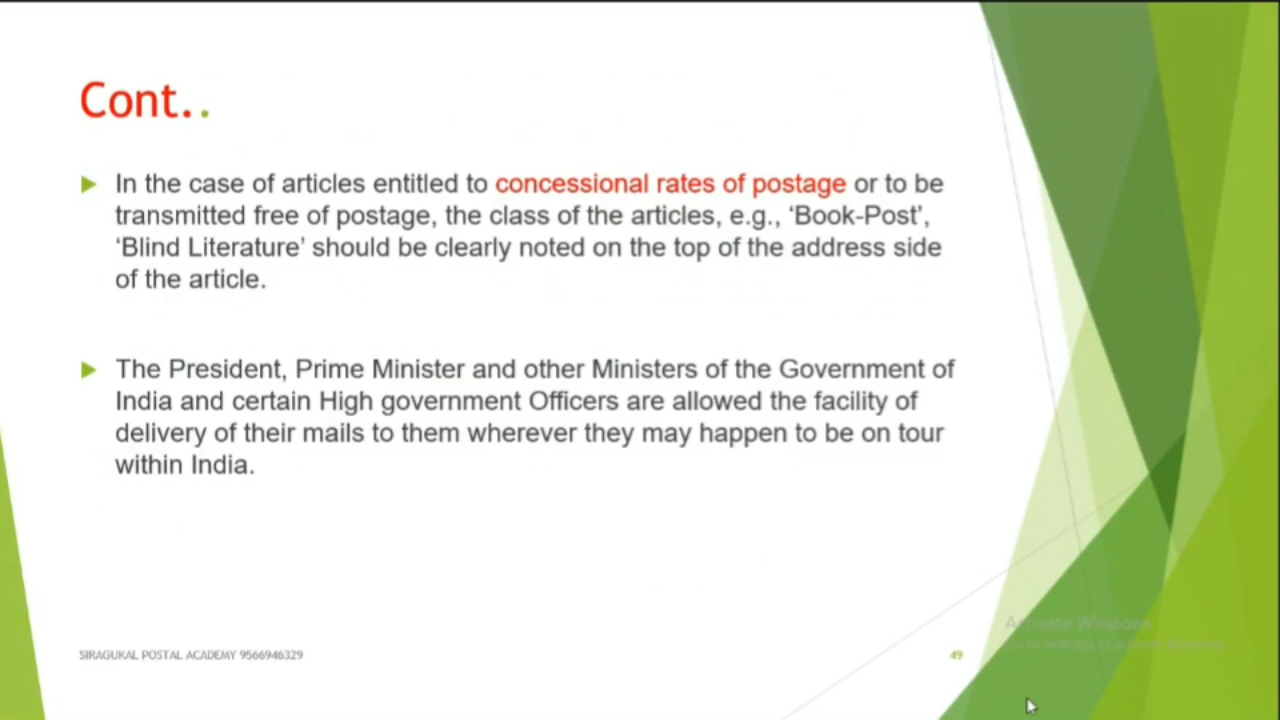 Cont..
In the case of articles entitled to concessional rates of postage or to be
transmitted free of postage, the class of the articles, e.g., ‘Book-Post’,
‘Blind Literature’ should be clearly noted on the top of the address side
of the article.
The President, Prime Minister and other Ministers of the Government of
India and certain High government Officers are allowed the facility of
delivery of their mails to them wherever they may happen to be on tour
within India.
Activate Windows
SIRAGUKAL POSTAL ACADEMY 9566946329
49